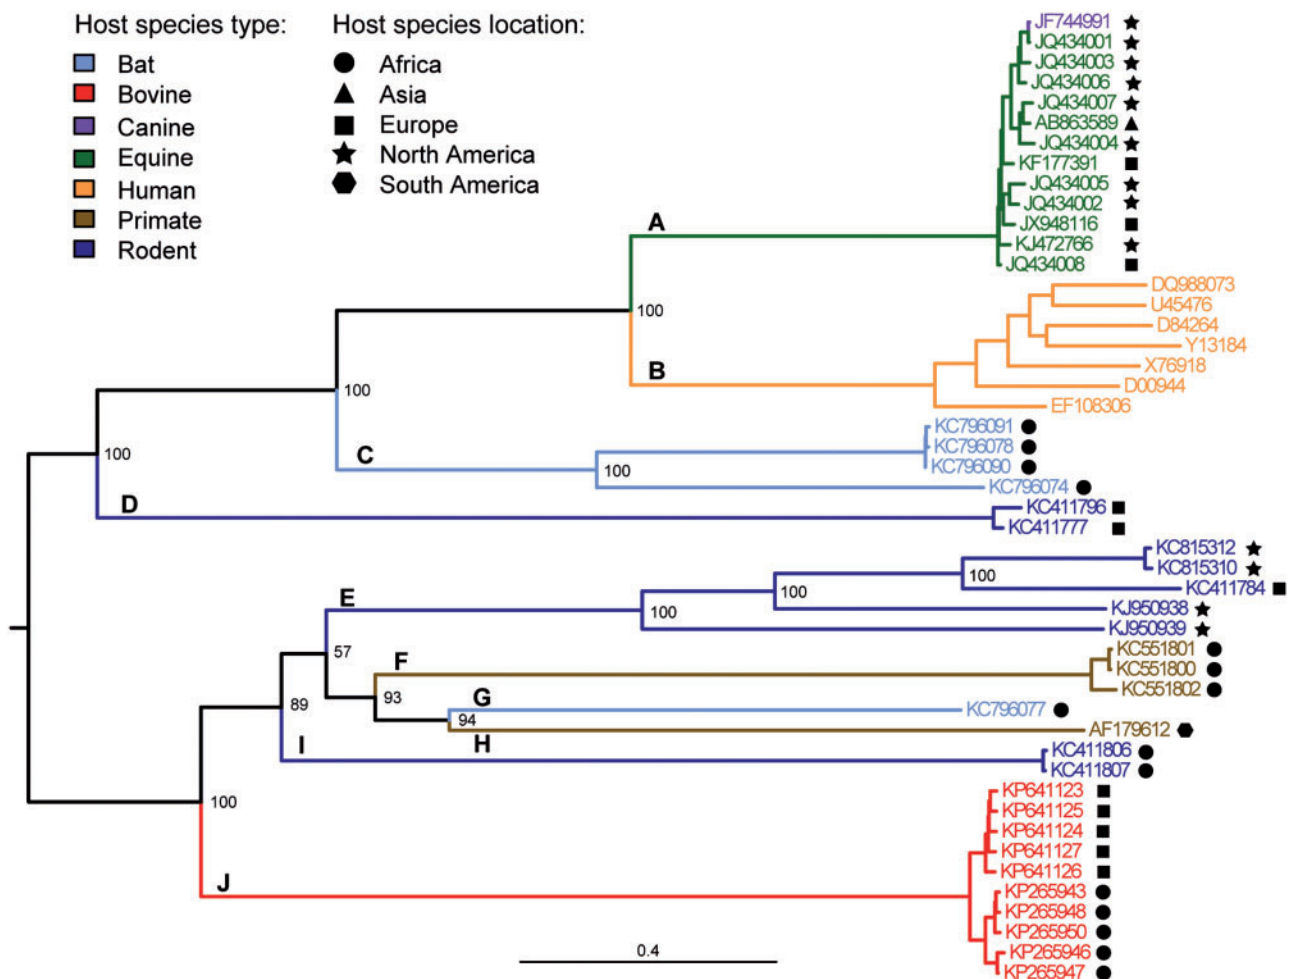 Host species type:
Bat
Bovine
Canine
Equine
Human
Primate
Rodent
Host species location:
Africa
Asia
Europe
North America
South America
JF744991
JQ434001
JQ434003
JQ434006
JQ434007
AB863589
JQ434004
KF177391
JQ434005
JQ434002
JX948116
KJ472766
JQ434008
A
100
DQ988073
U45476
D84264
Y13184
X76918
D00944
EF108306
B
100
KC796091
KC796078
KC796090
KC796074
C
100
100
D
KC411796
KC411777
KC815312
KC815310
KC411784
KJ950938
KJ950939
100
100
100
E
57
KC551801
KC551800
KC551802
F
93
89
G
KC796077
94
H
AF179612
I
KC411806
KC411807
100
KP641123
KP641125
KP641124
KP641127
KP641126
KP265943
KP265948
KP265950
KP265946
KP265947
J
0.4